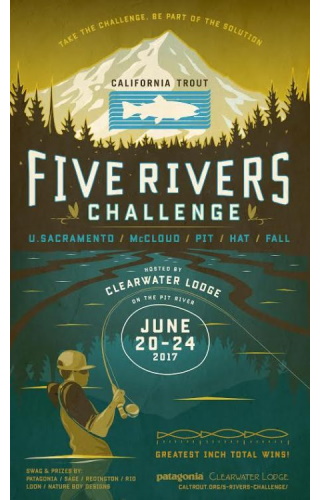 TAKE THE CHALLENGE. BE PART OF THE SOLUTION
CALIFORNIA TROUT
FIVE RIVERS
CHALLENGE
U.SACRAMENTO / McCLOUD / PIT / HAT / FALL
HOSTED BY
CLEARWATER LODGE
ON THE PIT RIVER
JUNE
20-24
2017
GREATEST INCH TOTAL WINS!
SWAG & PRIZES BY:
PATAGONIA / SAGE / REDINGTON / RIO
LOON / NATURE BOY DESIGNS
patagonia CLEARWATER LODGE
CALTROUT.ORG/5-RIVERS-CHALLENGE/